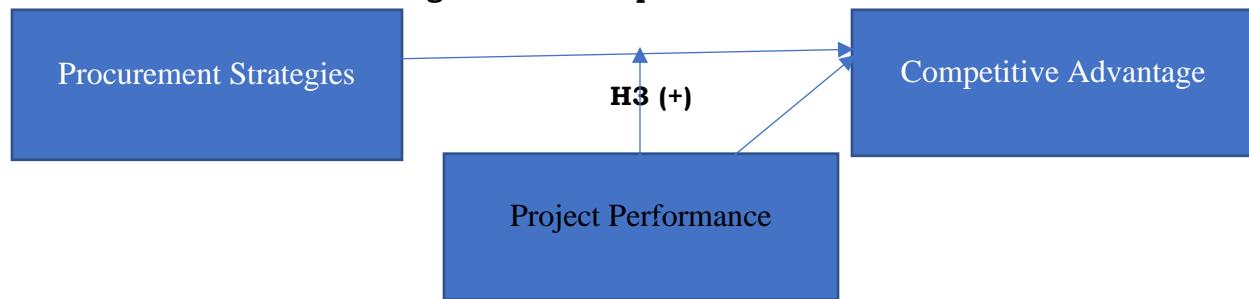 Procurement Strategies
Competitive Advantage
H3 (+)
Project Performance